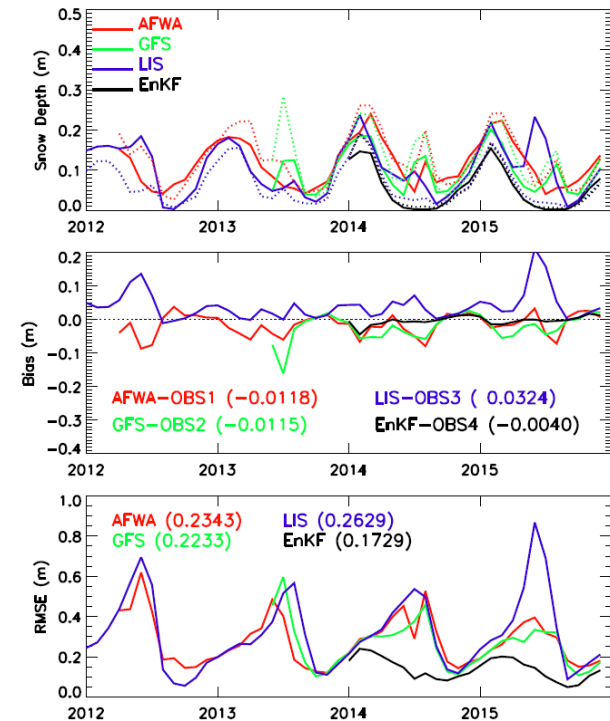 0.5
0.4
0.3
0.2
0.1
0.0
Snow Depth (m)
AFWA
GFS
LIS
EnKF
2012 2013 2014 2015
0.2
0.1
0.0
-0.1
-0.2
-0.3
-0.4
Bias (m)
AFWA-OBS1 (-0.0118) LIS-OBS3 ( 0.0324)
GFS-OBS2 (-0.0115) EnKF-OBS4 (-0.0040)
2012 2013 2014 2015
1.0
0.8
0.6
0.4
0.2
0.0
RMSE (m)
AFWA (0.2343) LIS (0.2629)
GFS (0.2233) EnKF (0.1729)
2012 2013 2014 2015